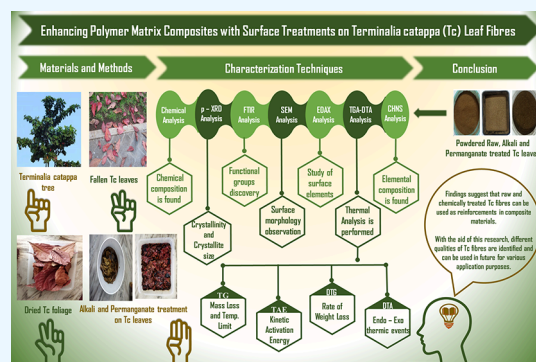 Enhancing Polymer Matrix Composites with Surface Treatments on Terminalia catappa (Tc) Leaf Fibres
Materials and Methods
Characterization Techniques
Conclusion
Chemical
Analysis
p – XRD
Analysis
FTIR
Analysis
SEM
Analysis
EDAX
Analysis
TGA-DTA
Analysis
CHNS
Analysis
Terminalia catappa
tree
Fallen Tc leaves
Dried Tc foliage
Alkali and Permanganate treatment
on Tc leaves
Chemical
composition
is found
Crystallinity
and
Crystallite
size
Functional
groups
discovery
Surface
morphology
observation
Study of
surface
elements
Thermal
Analysis is
performed
Elemental
composition
is found
TG
Mass Loss
and Temp.
Limit
TAE
Kinetic
Activation
Energy
DTG
Rate of
Weight Loss
DTA
Endo – Exo
thermic events
Powdered Raw, Alkali and
Permanganate treated Tc leaves
Findings suggest that raw and
chemically treated Tc fibres can be
used as reinforcements in composite
materials.
With the aid of this research, different
qualities of Tc fibres are identified and
can be used in future for various
application purposes.